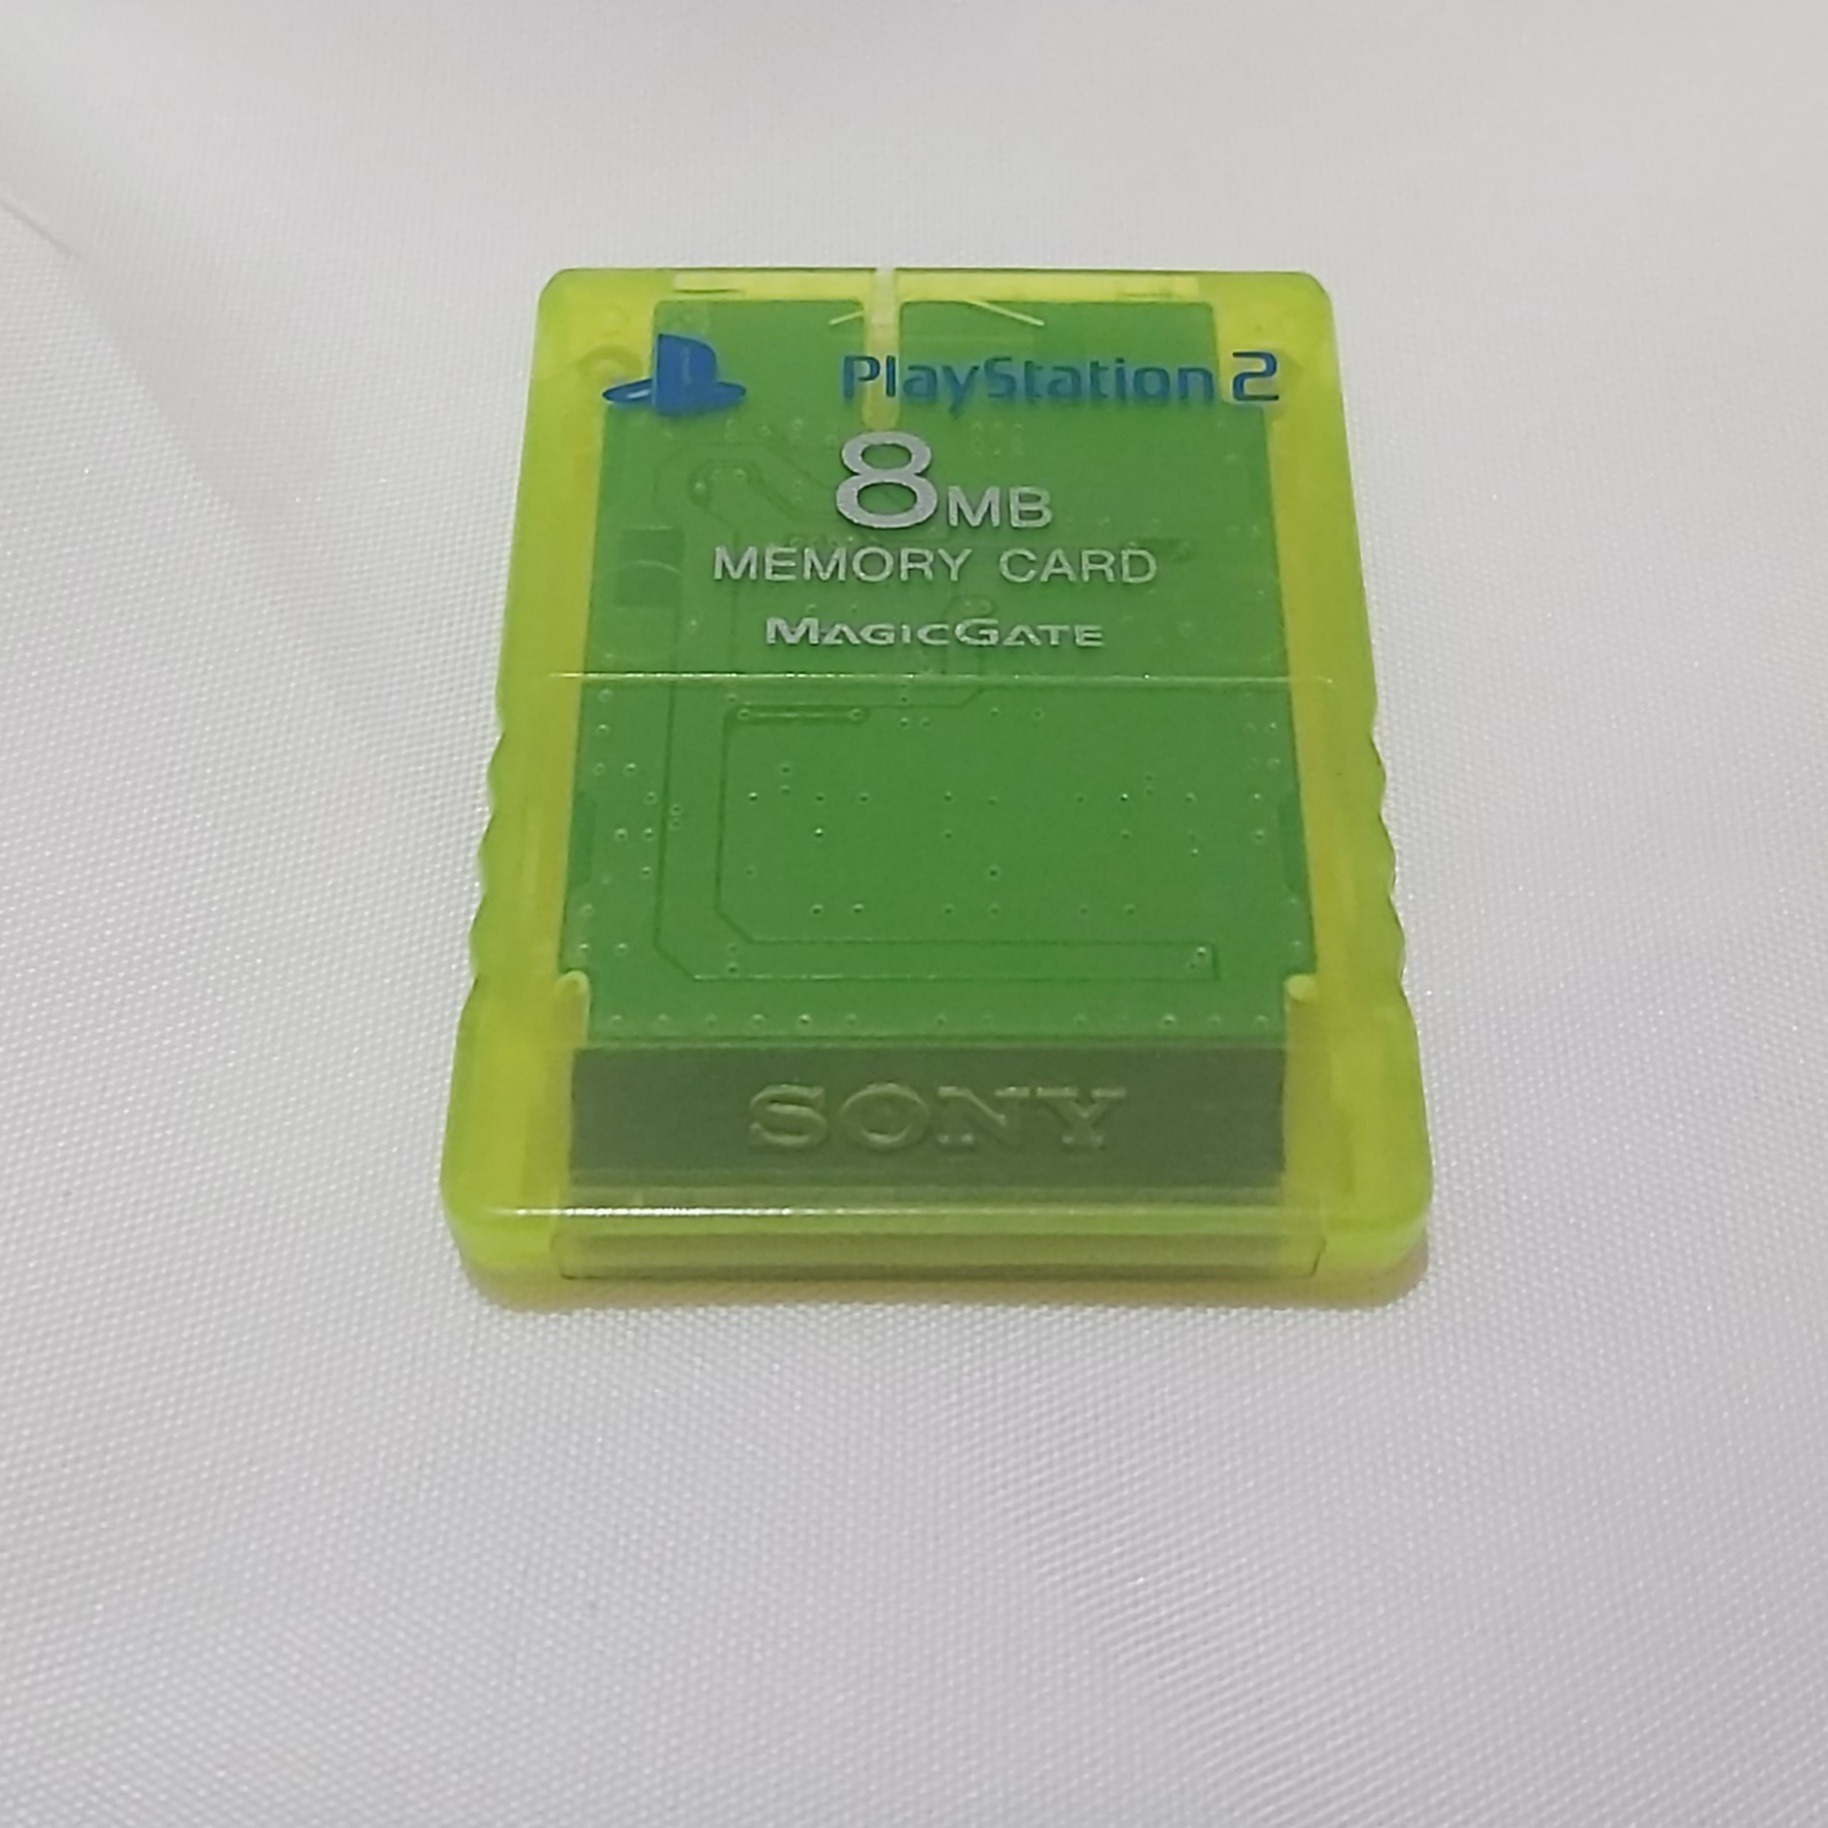 PlayStation 2
8MB
MEMORY CARD
MAGICGATE
SONY